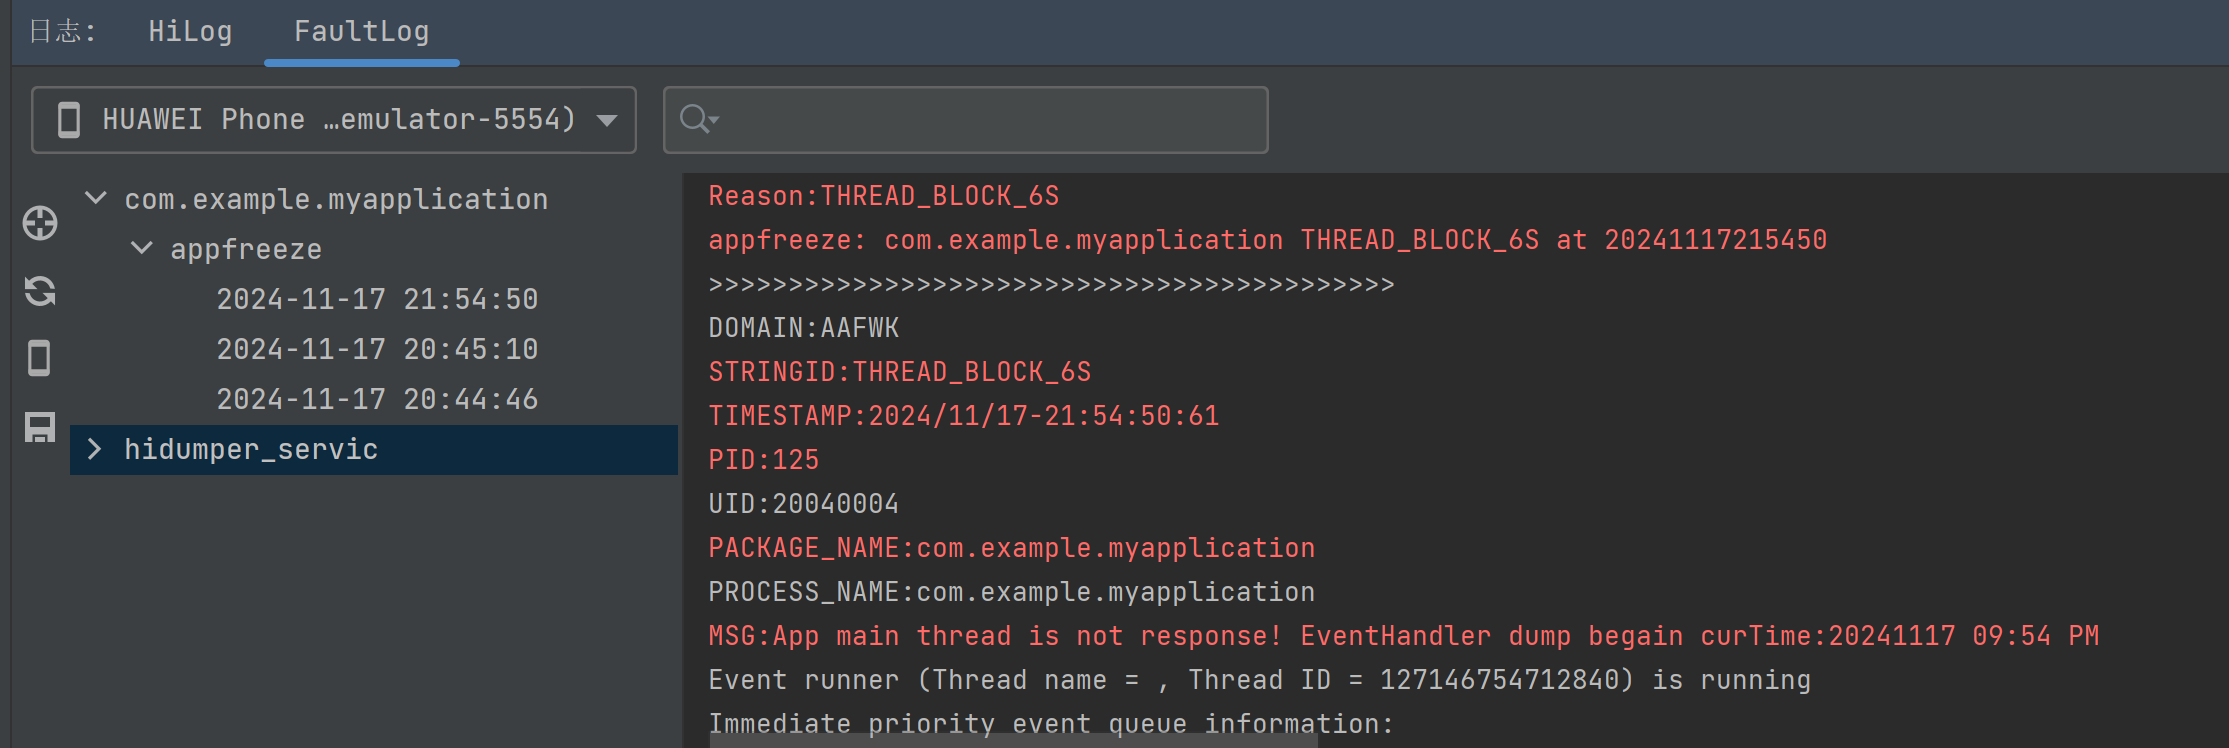 日志: HiLog FaultLog
HUAWEI Phone …emulator-5554)
com.example.myapplication
appfreeze
2024-11-17 21:54:50
2024-11-17 20:45:10
2024-11-17 20:44:46
hidumper_servic
Reason:THREAD_BLOCK_6S
appfreeze: com.example.myapplication THREAD_BLOCK_6S at 20241117215450
>>>>>>>>>>>>>>>>>>>>>>>>>>>>>>>>>>>>>>>>>>>
DOMAIN:AAFWK
STRINGID:THREAD_BLOCK_6S
TIMESTAMP:2024/11/17-21:54:50:61
PID:125
UID:20040004
PACKAGE_NAME:com.example.myapplication
PROCESS_NAME:com.example.myapplication
MSG:App main thread is not response! EventHandler dump begain curTime:20241117 09:54 PM
Event runner (Thread name = , Thread ID = 127146754712840) is running
Immediate priority event queue information: